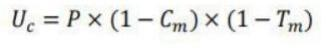 U_c = P × (1 − C_m) × (1 − T_m)